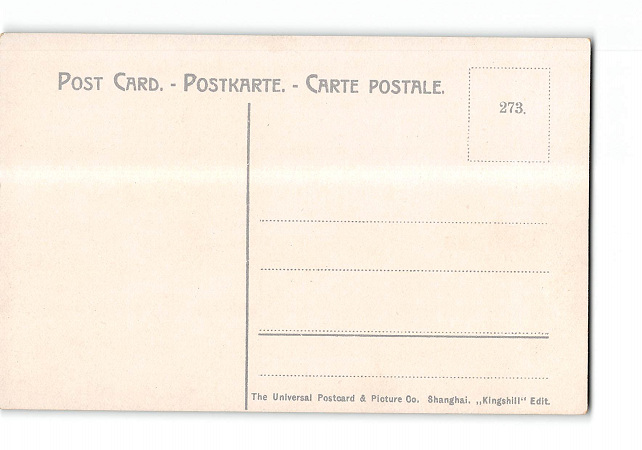 POST CARD. - POSTKARTE. - CARTE POSTALE.
273.
The Universal Postcard & Picture Co. Shanghai. „Kingshill“ Edit.